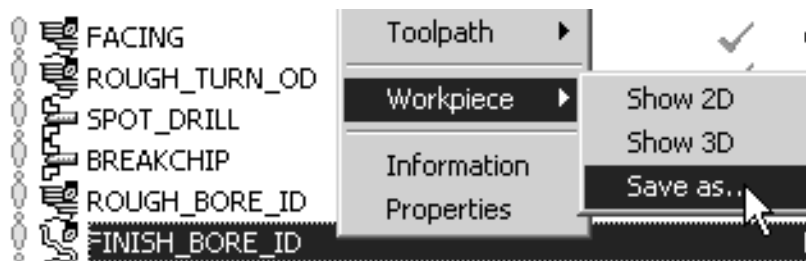 FACING
ROUGH_TURN_OD
SPOT_DRILL
BREAKCHIP
ROUGH_BORE_ID
FINISH_BORE_ID
Toolpath
Workpiece
Information
Properties
Show 2D
Show 3D
Save as...